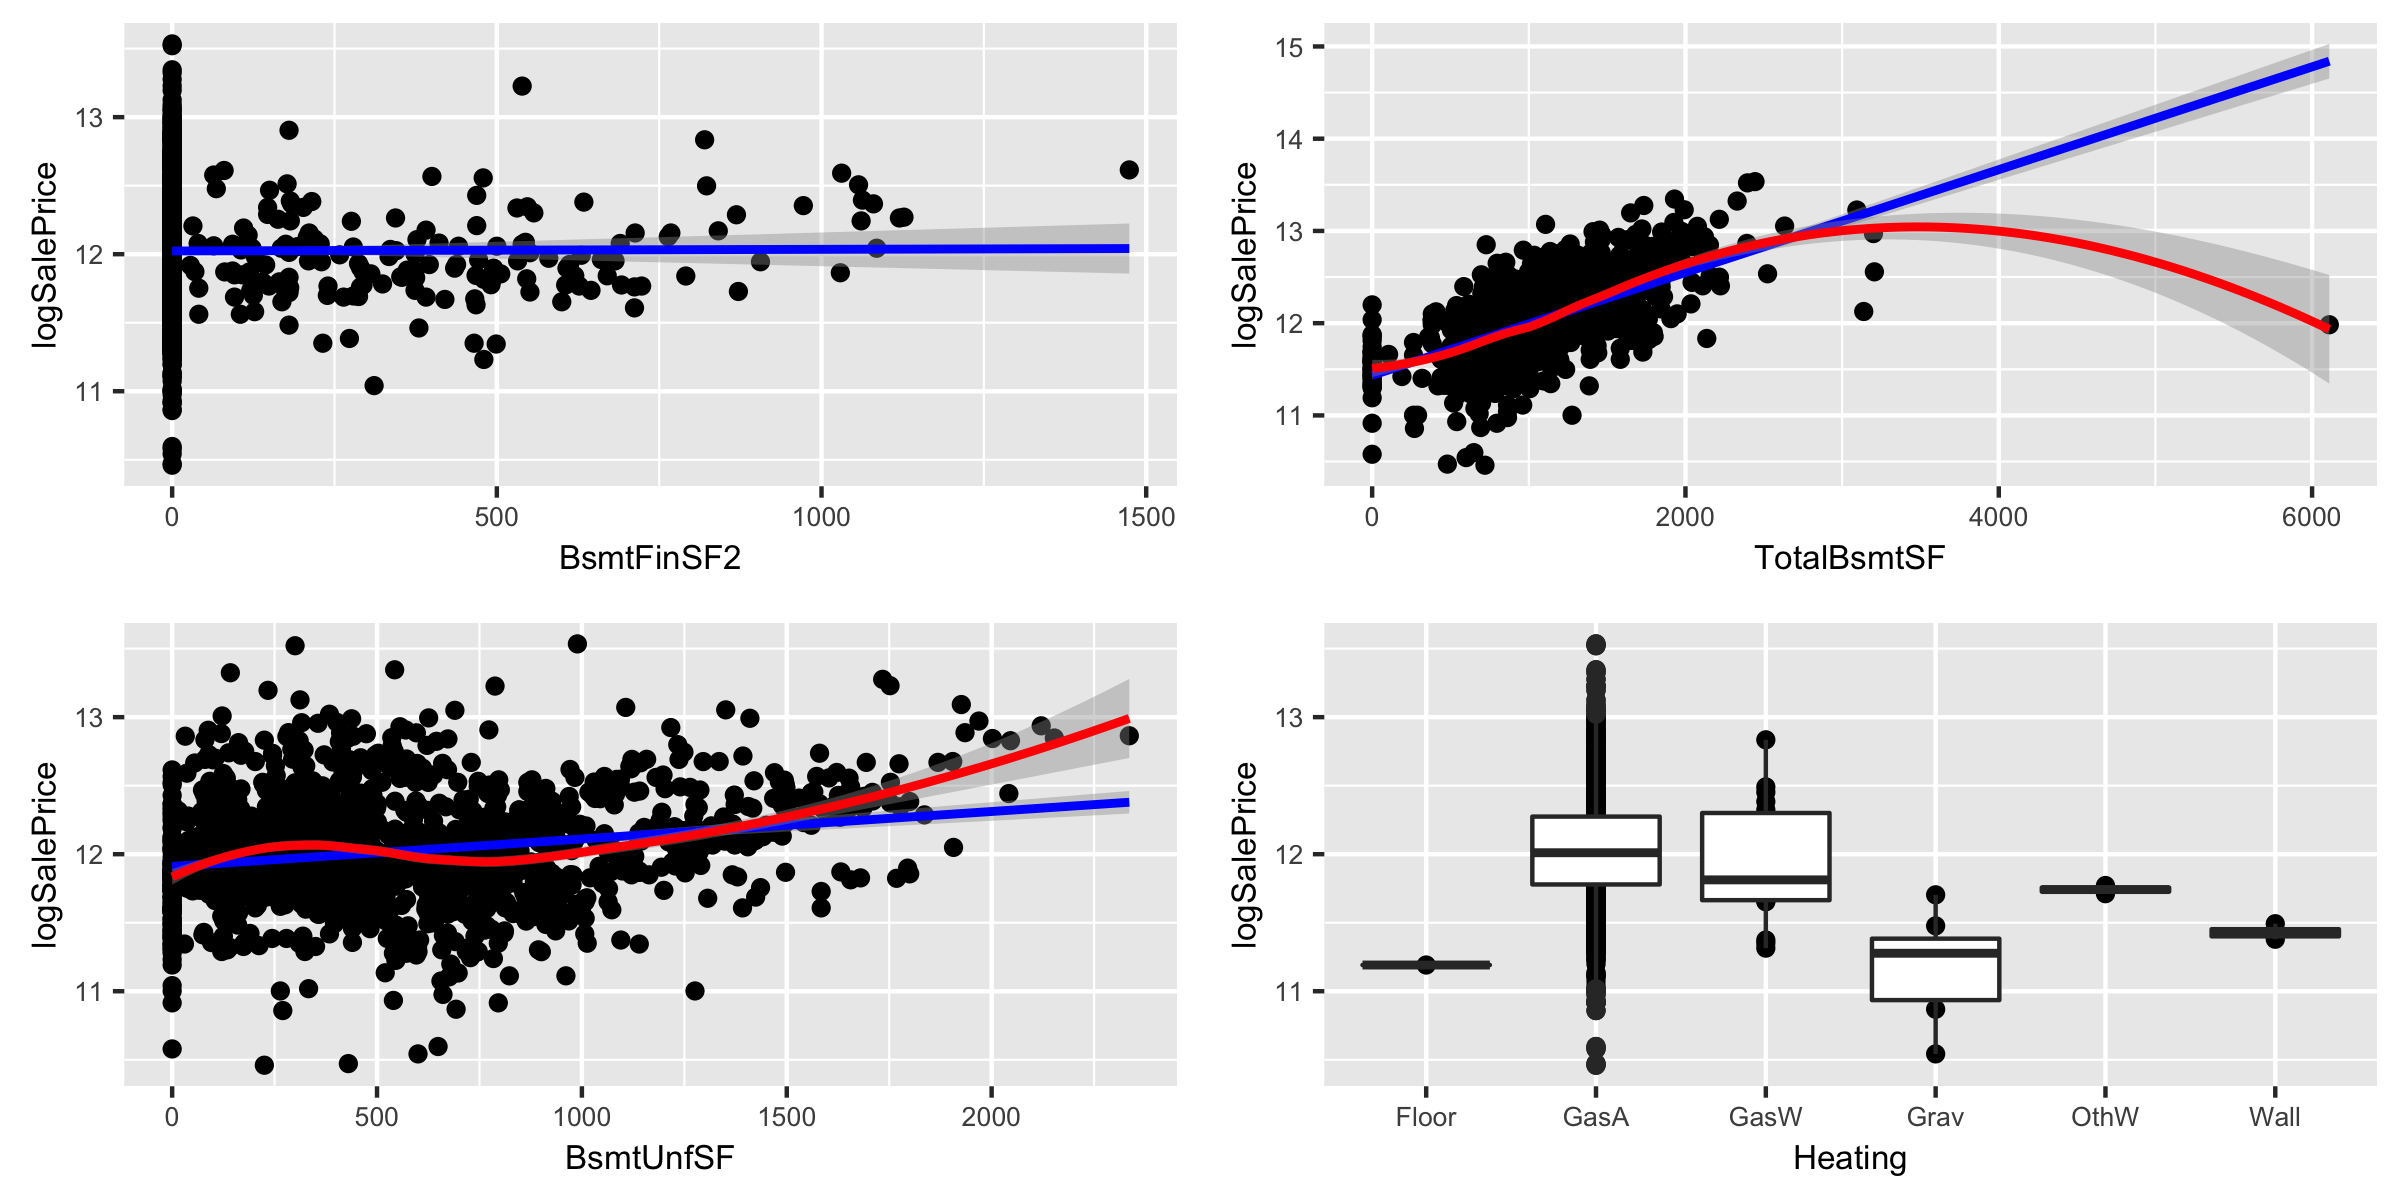 logSalePrice
13
12
11
0 500 1000 1500
BsmtFinSF2
logSalePrice
15
14
13
12
11
0 2000 4000 6000
TotalBsmtSF
logSalePrice
13
12
11
0 500 1000 1500 2000
BsmtUnfSF
logSalePrice
13
12
11
Floor GasA GasW Grav OthW Wall
Heating